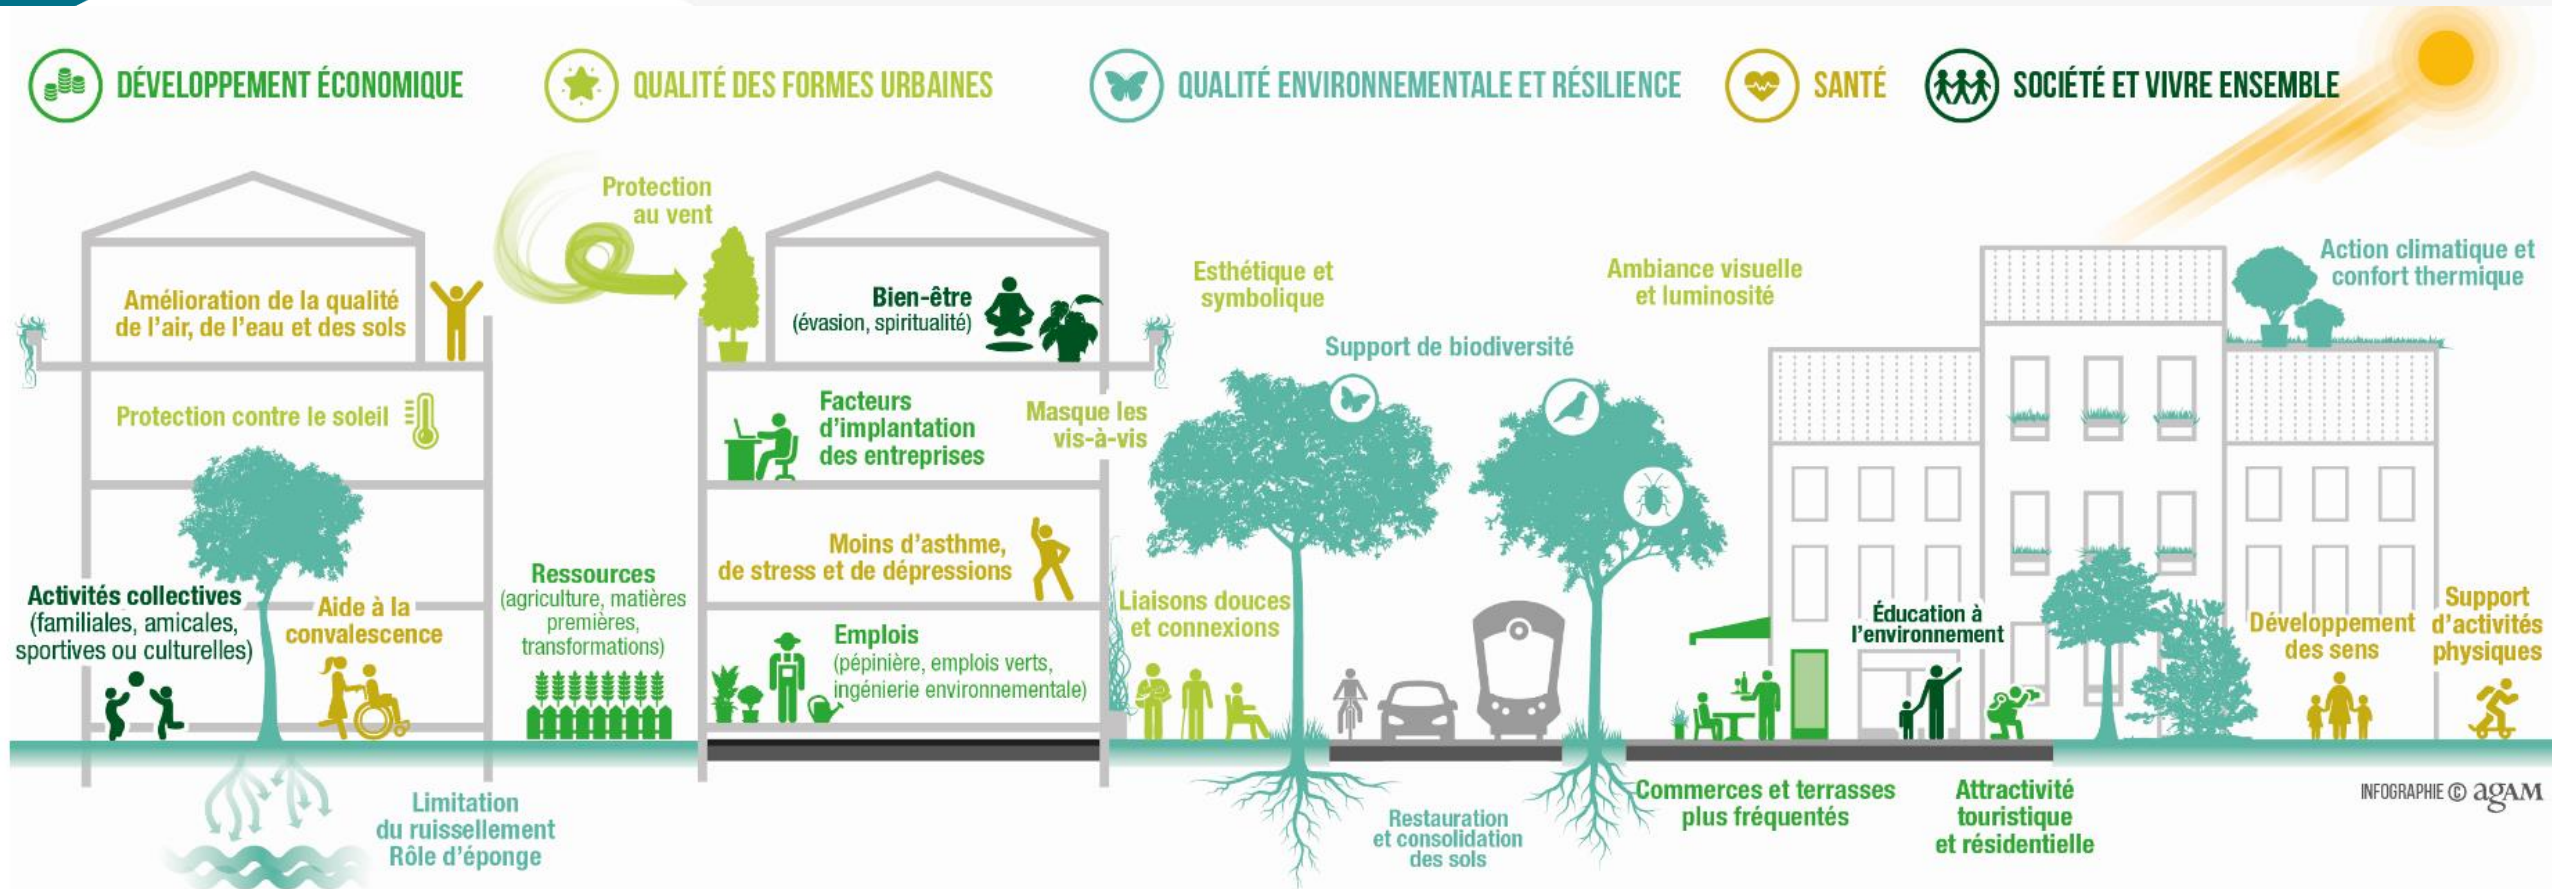 DÉVELOPPEMENT ÉCONOMIQUE
QUALITÉ DES FORMES URBAINES
QUALITÉ ENVIRONNEMENTALE ET RÉSILIENCE
SANTÉ
SOCIÉTÉ ET VIVRE ENSEMBLE
Amélioration de la qualité
de l'air, de l'eau et des sols
Protection contre le soleil
Activités collectives
(familiales, amicales,
sportives ou culturelles)
Aide à la
convalescence
Limitation
du ruissellement
Rôle d'éponge
Protection
au vent
Ressources
(agriculture, matières
premières,
transformations)
Bien-être
(évasion, spiritualité)
Facteurs
d'implantation
des entreprises
Masque les
vis-à-vis
Moins d'asthme,
de stress et de dépressions
Emplois
(pépinière, emplois verts,
ingénierie environnementale)
Esthétique et
symbolique
Support de biodiversité
Liaisons douces
et connexions
Restauration
et consolidation
des sols
Ambiance visuelle
et luminosité
Commerces et terrasses
plus fréquentés
Éducation à
l'environnement
Attractivité
touristique
et résidentielle
Action climatique et
confort thermique
Développement
des sens
Support
d'activités
physiques
INFOGRAPHIE © agAM